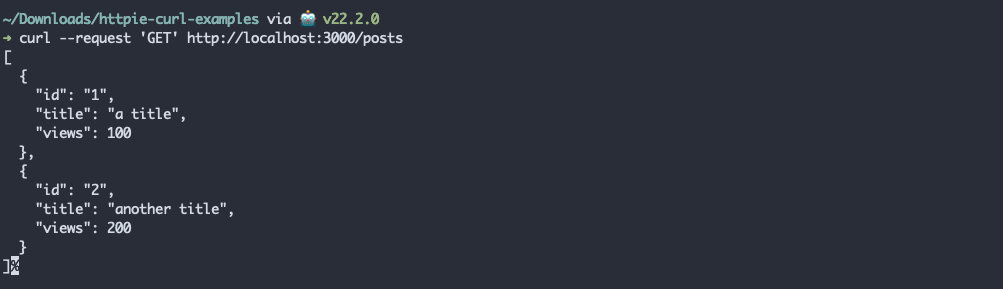 ~/Downloads/httpie-curl-examples via 🤖 v22.2.0
➜ curl --request 'GET' http://localhost:3000/posts
[
  {
    "id": "1",
    "title": "a title",
    "views": 100
  },
  {
    "id": "2",
    "title": "another title",
    "views": 200
  }
]%